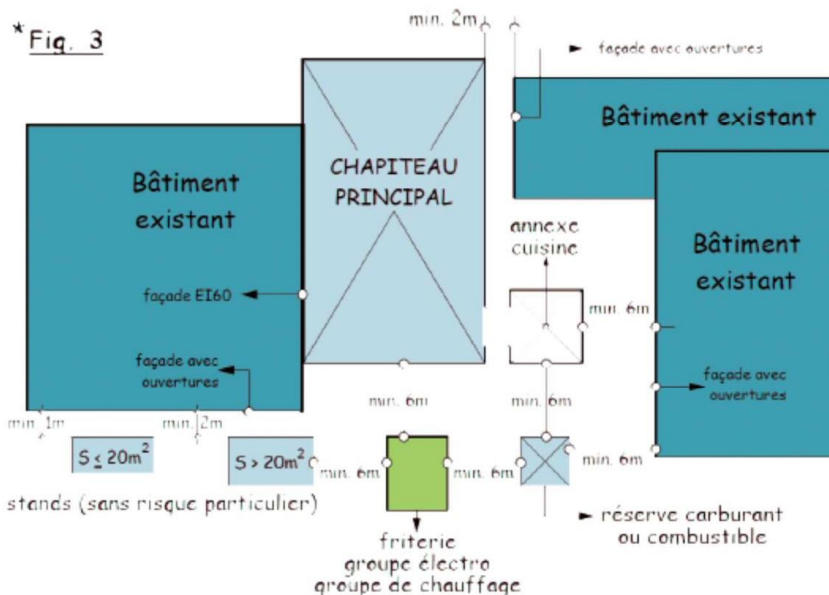 * Fig. 3
min. 2m
façade avec ouvertures
Bâtiment existant
CHAPITEAU
PRINCIPAL
Bâtiment
existant
annexe
cuisine
Bâtiment
existant
façade EI60
min. 6m
façade avec
ouvertures
façade avec
ouvertures
min. 1m
min. 2m
min. 6m
min. 6m
S ≤ 20m²
S > 20m²
min. 6m
min. 6m
min. 6m
stands (sans risque particulier)
réserve carburant
ou combustible
friterie
groupe électro
groupe de chauffage